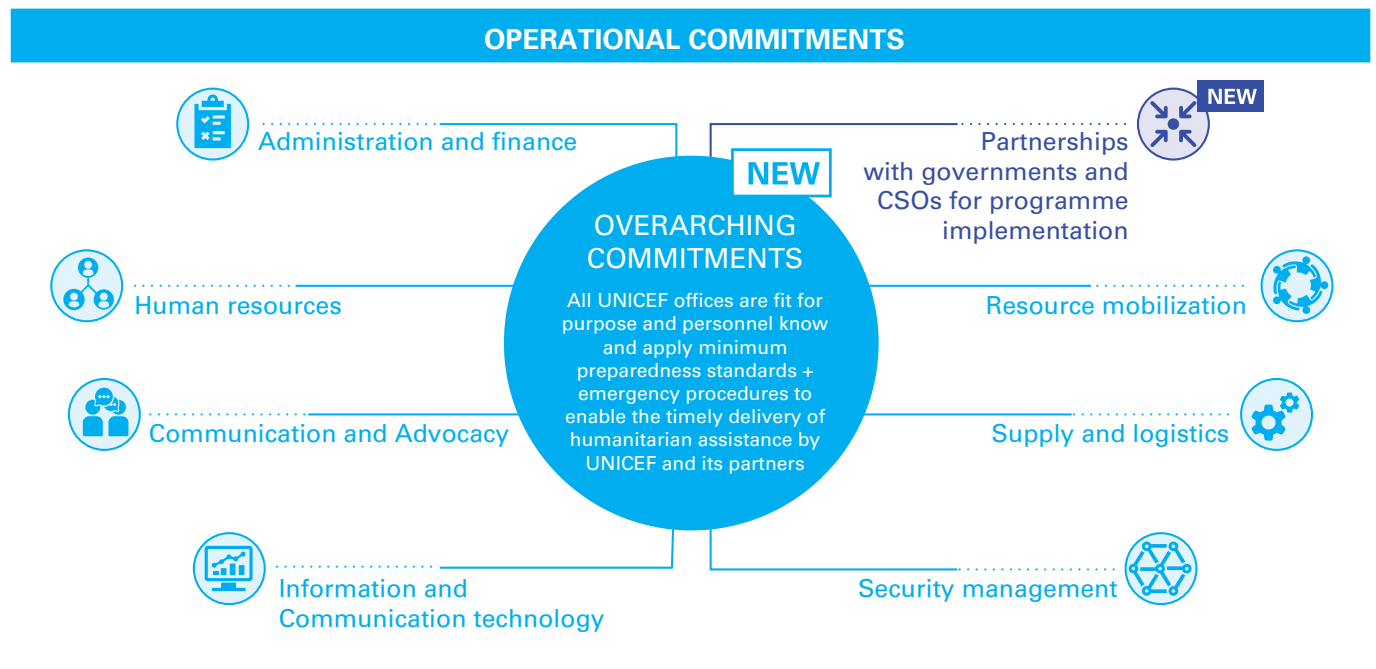 OPERATIONAL COMMITMENTS
Administration and finance
NEW
Partnerships
with governments and
CSOs for programme
implementation
NEW
OVERARCHING
COMMITMENTS
All UNICEF offices are fit for
purpose and personnel know
and apply minimum
preparedness standards +
emergency procedures to
enable the timely delivery of
humanitarian assistance by
UNICEF and its partners
Human resources
Resource mobilization
Communication and Advocacy
Supply and logistics
Information and
Communication technology
Security management